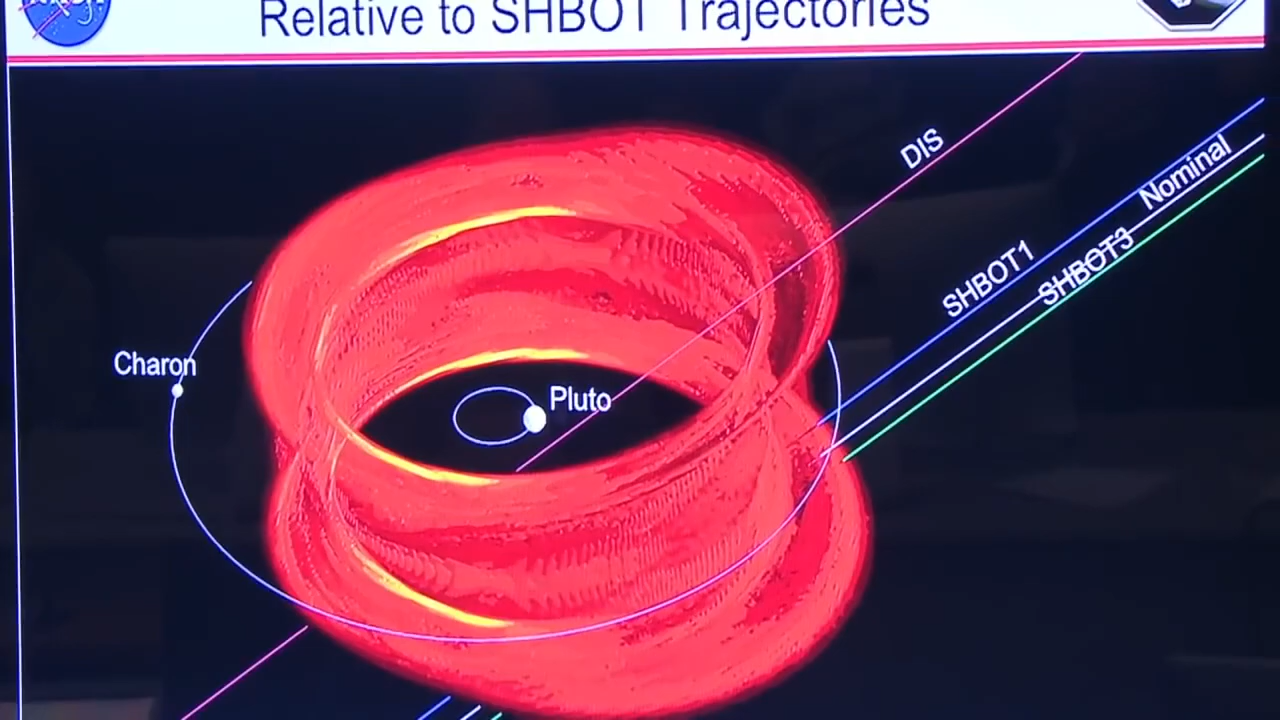 Relative to SHBOT Trajectories
DIS
Nominal
SHBOT1
SHBOT3
Charon
Pluto